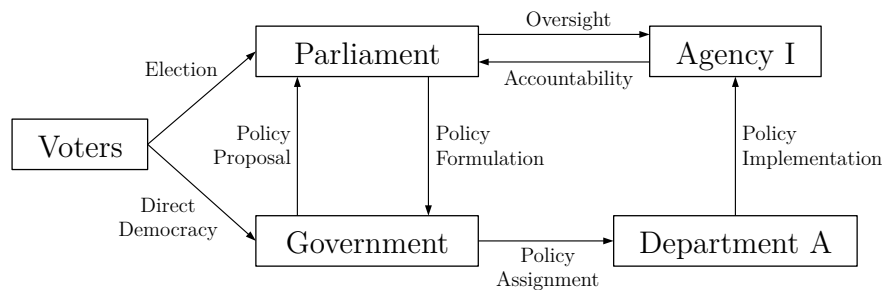 Oversight
Parliament
Agency I
Election
Accountability
Voters
Policy
Proposal
Policy
Formulation
Policy
Implementation
Direct
Democracy
Government
Department A
Policy
Assignment